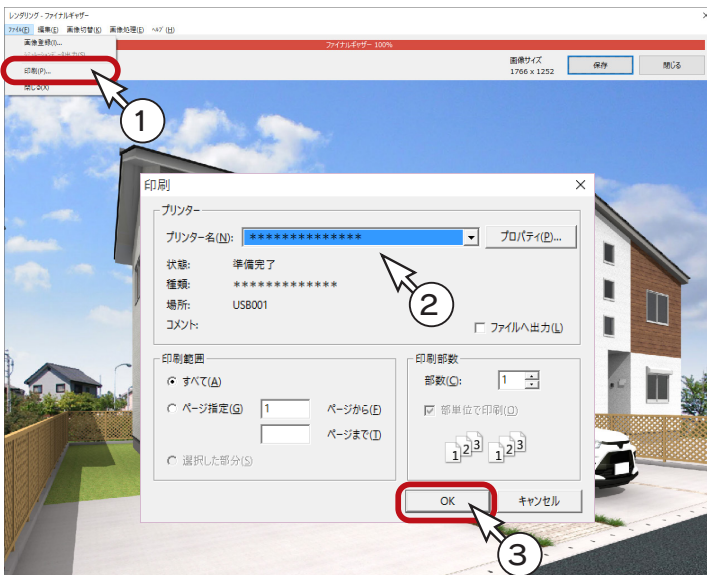 レンダリング - ファイナルギャザー
ファイル(F) 編集(E) 画像切替(K) 画像処理(E) ヘルプ(H)
画像登録(I)...
ファイナルギャザー 100%
印刷(P)...
閉じる(X)
画像サイズ
1766 x 1252
保存
閉じる
1
印刷
プリンター
プリンター名(N): **************
プロパティ(P)...
状態: 準備完了
種類: *************
場所: USB001
コメント:
ファイルへ出力(L)
2
印刷範囲
すべて(A)
ページ指定(G) 1 ページから(F)
ページまで(T)
選択した部分(S)
印刷部数
部数(C): 1
部単位で印刷(O)
1 2 3 1 2 3
OK
キャンセル
3